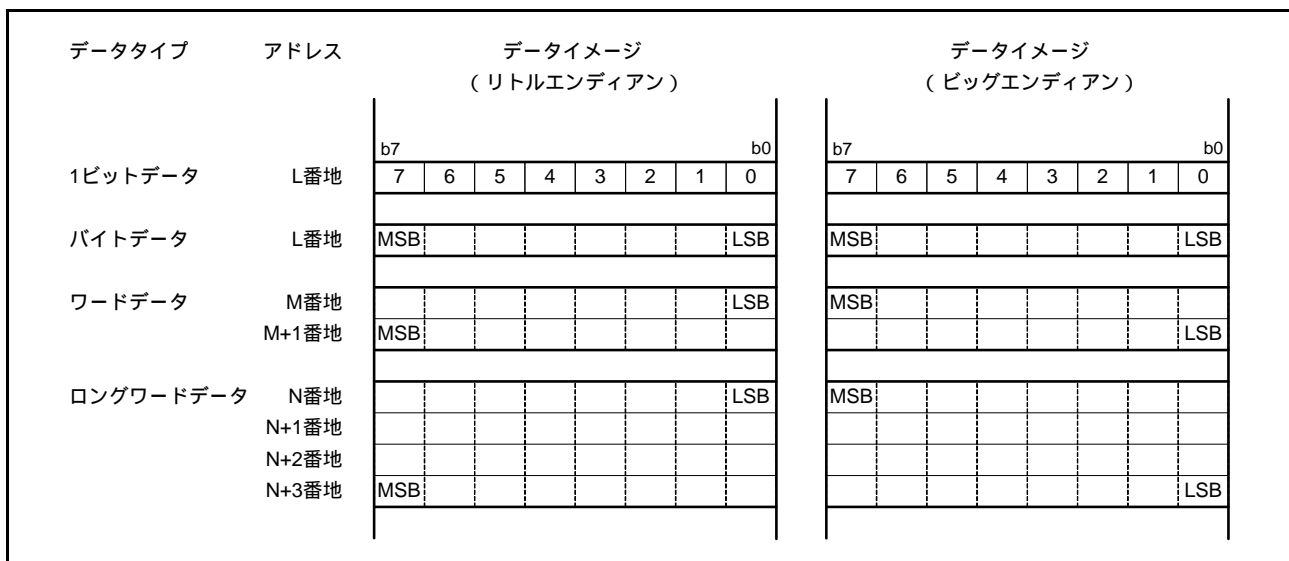 データタイプ アドレス データイメージ データイメージ
（リトルエンディアン） （ビッグエンディアン）
b7 b0 b7 b0
1ビットデータ L番地 7 6 5 4 3 2 1 0 7 6 5 4 3 2 1 0
バイトデータ L番地 MSB LSB MSB LSB
ワードデータ M番地 LSB MSB
M+1番地 MSB LSB
ロングワードデータ N番地 LSB MSB
N+1番地
N+2番地
N+3番地 MSB LSB